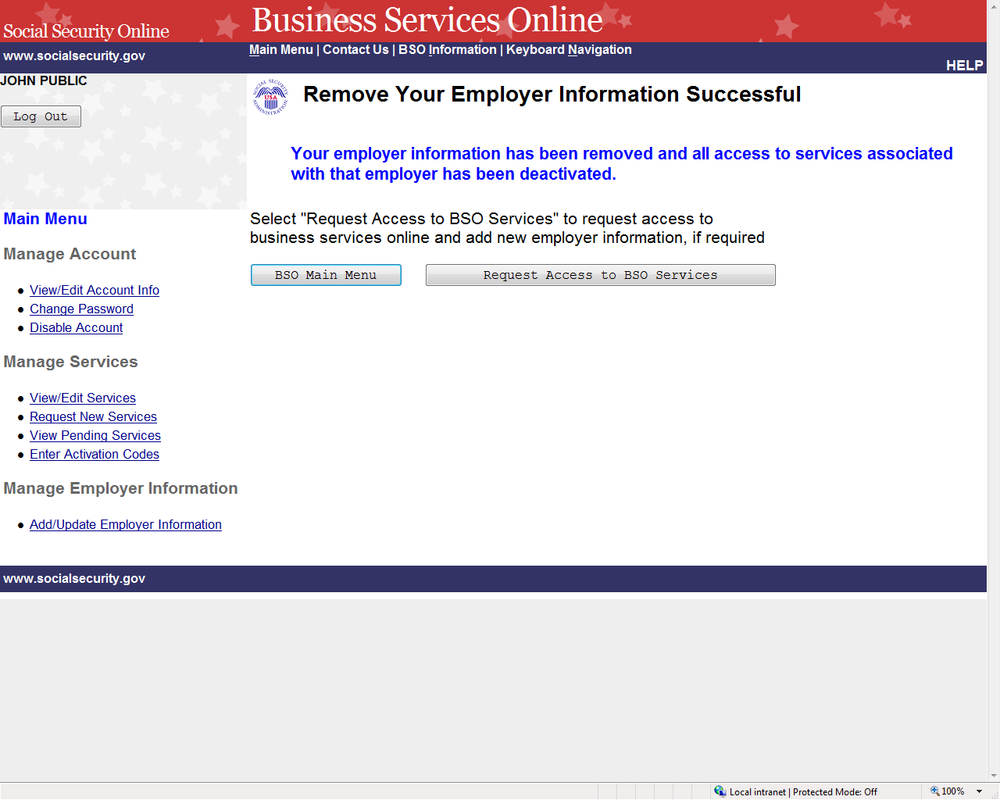 Social Security Online
Business Services Online
www.socialsecurity.gov
Main Menu | Contact Us | BSO Information | Keyboard Navigation
HELP
JOHN PUBLIC
Log Out
SOCIAL SECURITY ADMINISTRATION
USA
Remove Your Employer Information Successful
Your employer information has been removed and all access to services associated
with that employer has been deactivated.
Main Menu
Manage Account
View/Edit Account Info
Change Password
Disable Account
Manage Services
View/Edit Services
Request New Services
View Pending Services
Enter Activation Codes
Manage Employer Information
Add/Update Employer Information
Select "Request Access to BSO Services" to request access to
business services online and add new employer information, if required
BSO Main Menu
Request Access to BSO Services
www.socialsecurity.gov
Local intranet | Protected Mode: Off
100%